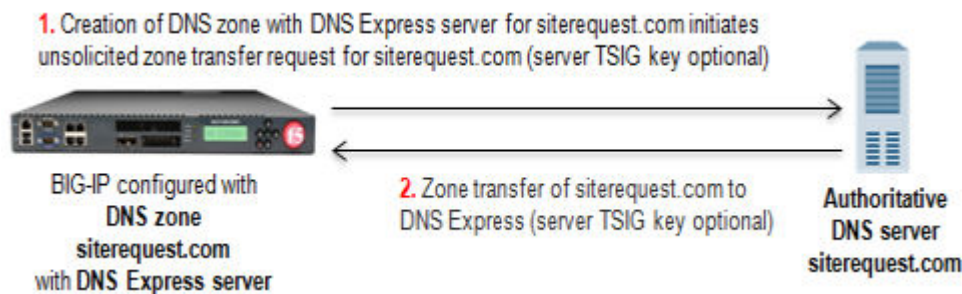 1. Creation of DNS zone with DNS Express server for siterequest.com initiates
unsolicited zone transfer request for siterequest.com (server TSIG key optional)
f5
BIG-IP configured with
DNS zone
siterequest.com
with DNS Express server
2. Zone transfer of siterequest.com to
DNS Express (server TSIG key optional)
Authoritative
DNS server
siterequest.com